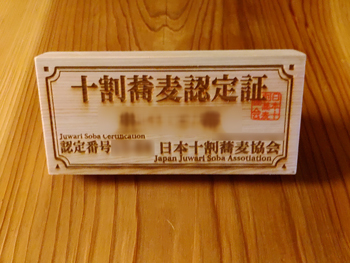 十割蕎麦認定証
Juwari Soba Certification
認定番号
日本十割蕎麦協会
Japan Juwari Soba Assotiation